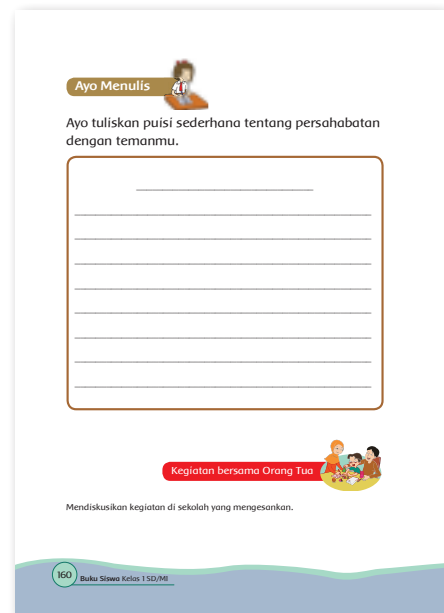 Ayo Menulis
Ayo tuliskan puisi sederhana tentang persahabatan
dengan temanmu.
Kegiatan bersama Orang Tua
Mendiskusikan kegiatan di sekolah yang mengesankan.
160 Buku Siswa Kelas 1 SD/MI